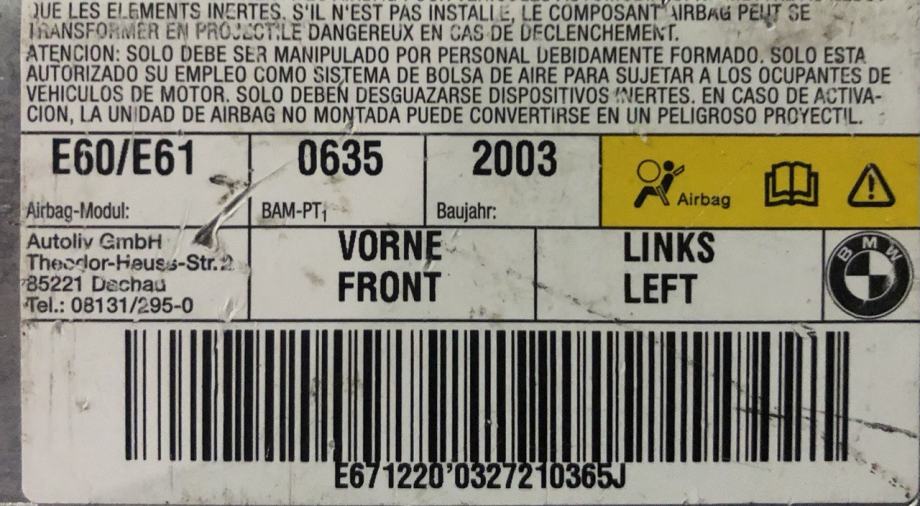 QUE LES ELEMENTS INERTES. S'IL N'EST PAS INSTALLE, LE COMPOSANT AIRBAG PEUT SE
TRANSFORMER EN PROJECTILE DANGEREUX EN CAS DE DECLENCHEMENT.
ATENCION: SOLO DEBE SER MANIPULADO POR PERSONAL DEBIDAMENTE FORMADO. SOLO ESTA
AUTORIZADO SU EMPLEO COMO SISTEMA DE BOLSA DE AIRE PARA SUJETAR A LOS OCUPANTES DE
VEHICULOS DE MOTOR. SOLO DEBEN DESGUAZARSE DISPOSITIVOS INERTES. EN CASO DE ACTIVA-
CION, LA UNIDAD DE AIRBAG NO MONTADA PUEDE CONVERTIRSE EN UN PELIGROSO PROYECTIL.
E60/E61 0635 2003
Airbag
Airbag-Modul: BAM-PT1 Baujahr:
Autoliv GmbH
Theodor-Heuss-Str.2
85221 Dachau
Tel.: 08131/295-0
VORNE
FRONT
LINKS
LEFT
BMW
E671220'0327210365J